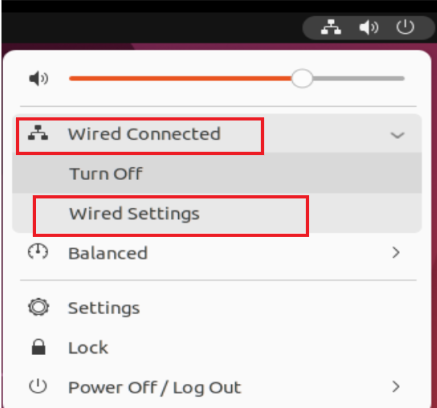 Wired Connected
Turn Off
Wired Settings
Balanced
Settings
Lock
Power Off / Log Out